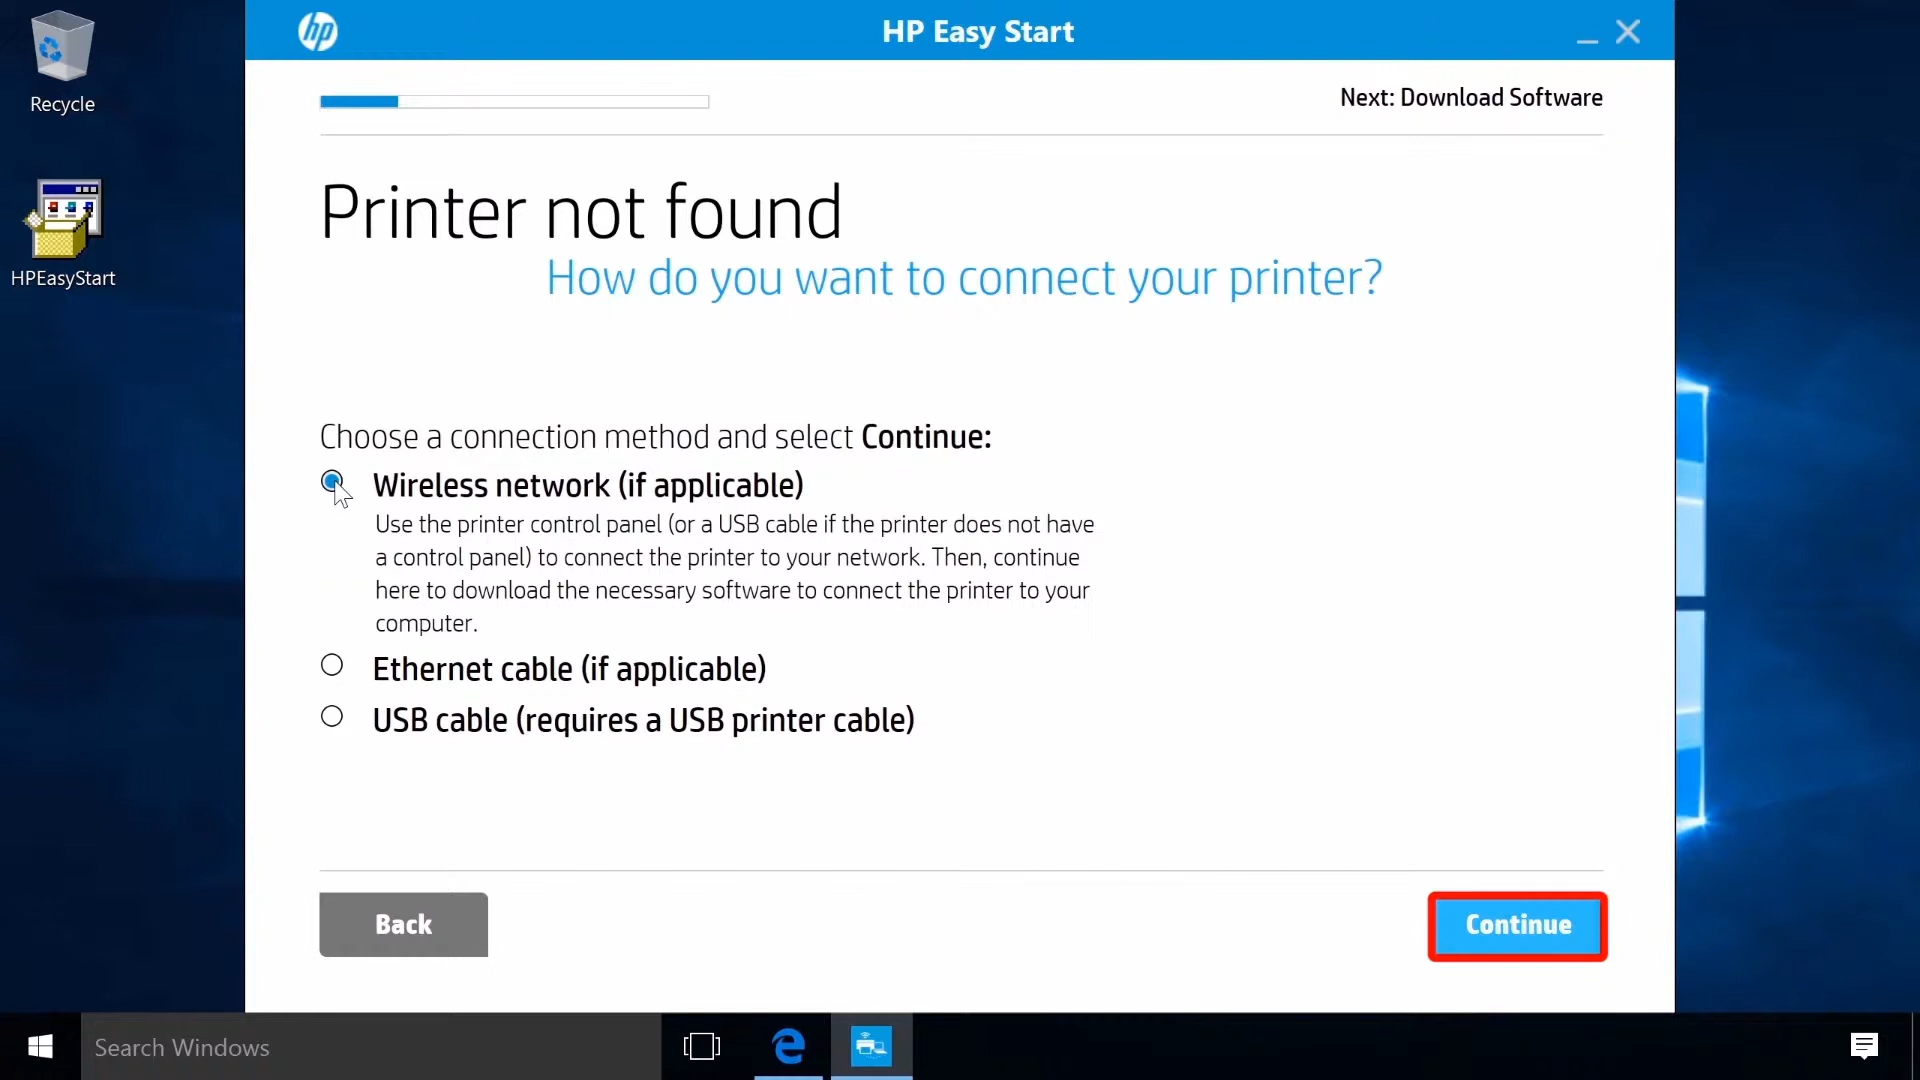 Recycle
HPEasyStart
hp
HP Easy Start
Next: Download Software
Printer not found
How do you want to connect your printer?
Choose a connection method and select Continue:
Wireless network (if applicable)
Use the printer control panel (or a USB cable if the printer does not have
a control panel) to connect the printer to your network. Then, continue
here to download the necessary software to connect the printer to your
computer.
Ethernet cable (if applicable)
USB cable (requires a USB printer cable)
Back
Continue
Search Windows